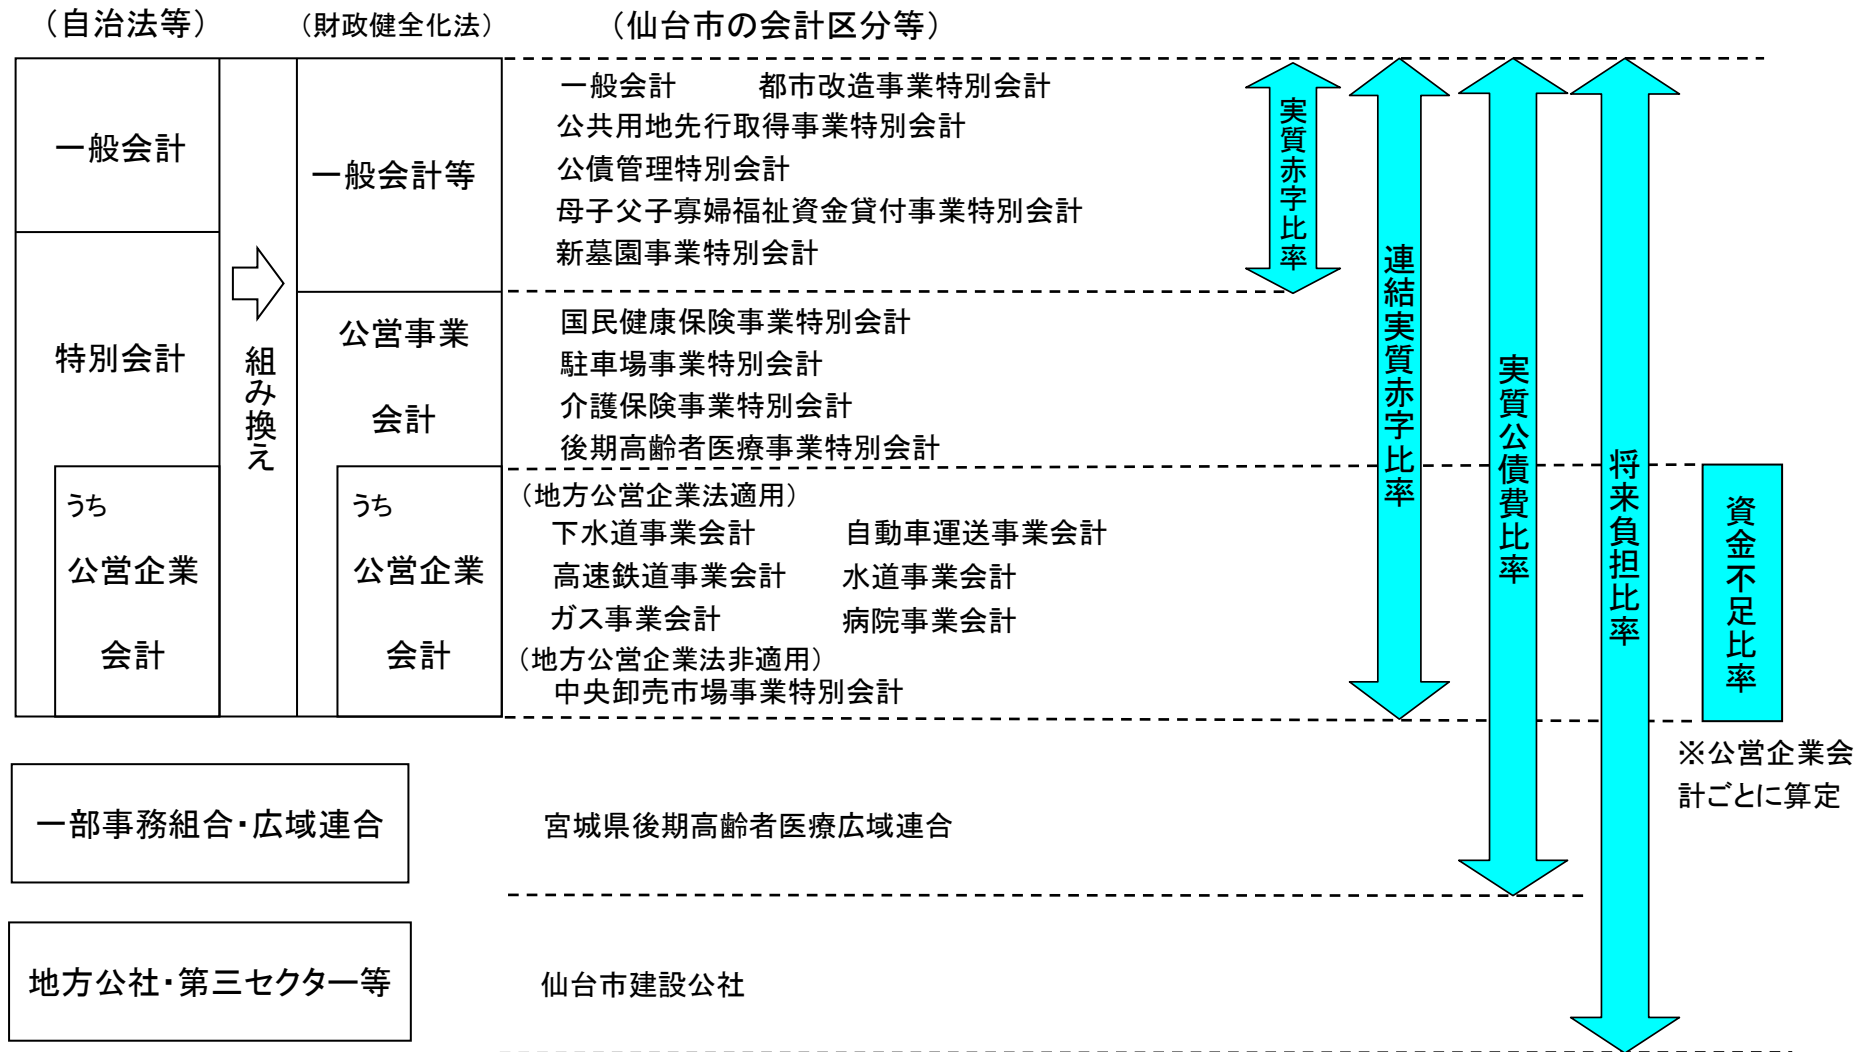 （自治法等）
（財政健全化法）
（仙台市の会計区分等）
一般会計
特別会計
うち
公営企業
会計
組み換え
一般会計等
公営事業
会計
うち
公営企業
会計
一般会計　都市改造事業特別会計
公共用地先行取得事業特別会計
公債管理特別会計
母子父子寡婦福祉資金貸付事業特別会計
新墓園事業特別会計
国民健康保険事業特別会計
駐車場事業特別会計
介護保険事業特別会計
後期高齢者医療事業特別会計
（地方公営企業法適用）
下水道事業会計　自動車運送事業会計
高速鉄道事業会計　水道事業会計
ガス事業会計　病院事業会計
（地方公営企業法非適用）
中央卸売市場事業特別会計
実質赤字比率
連結実質赤字比率
実質公債費比率
将来負担比率
資金不足比率
※公営企業会
計ごとに算定
一部事務組合・広域連合
宮城県後期高齢者医療広域連合
地方公社・第三セクター等
仙台市建設公社